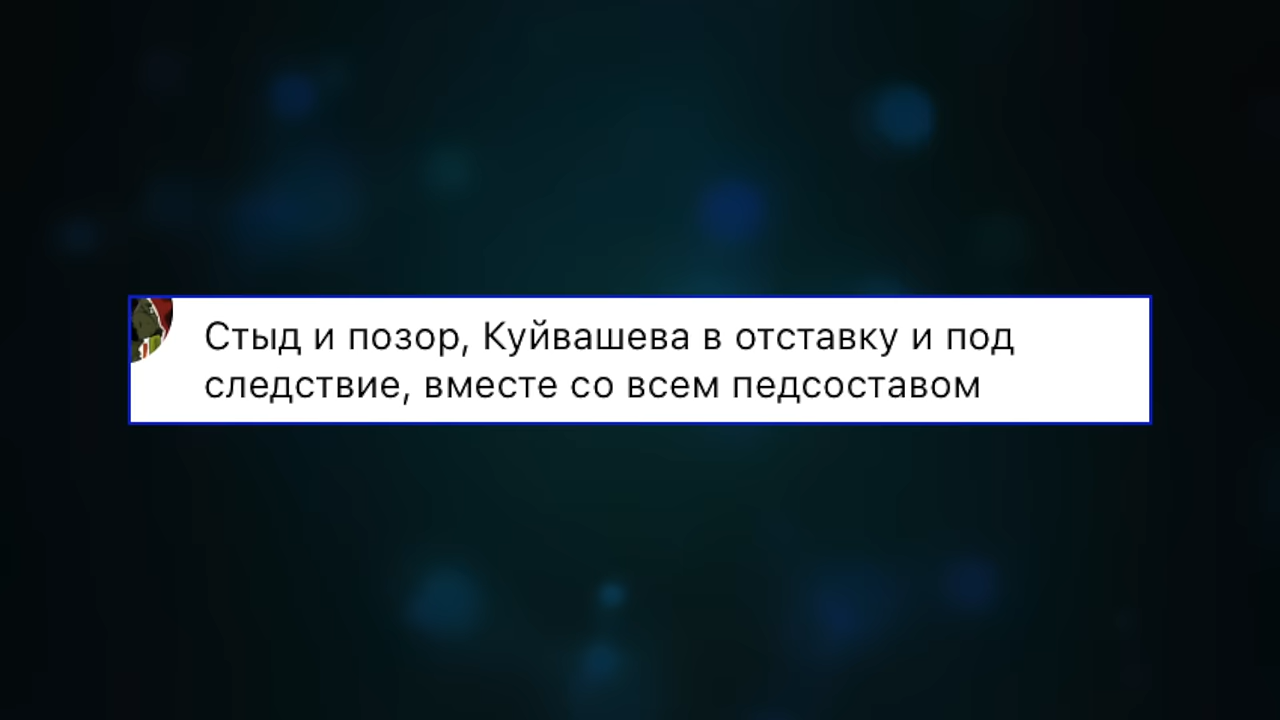 Стыд и позор, Куйвашева в отставку и под
следствие, вместе со всем педсоставом